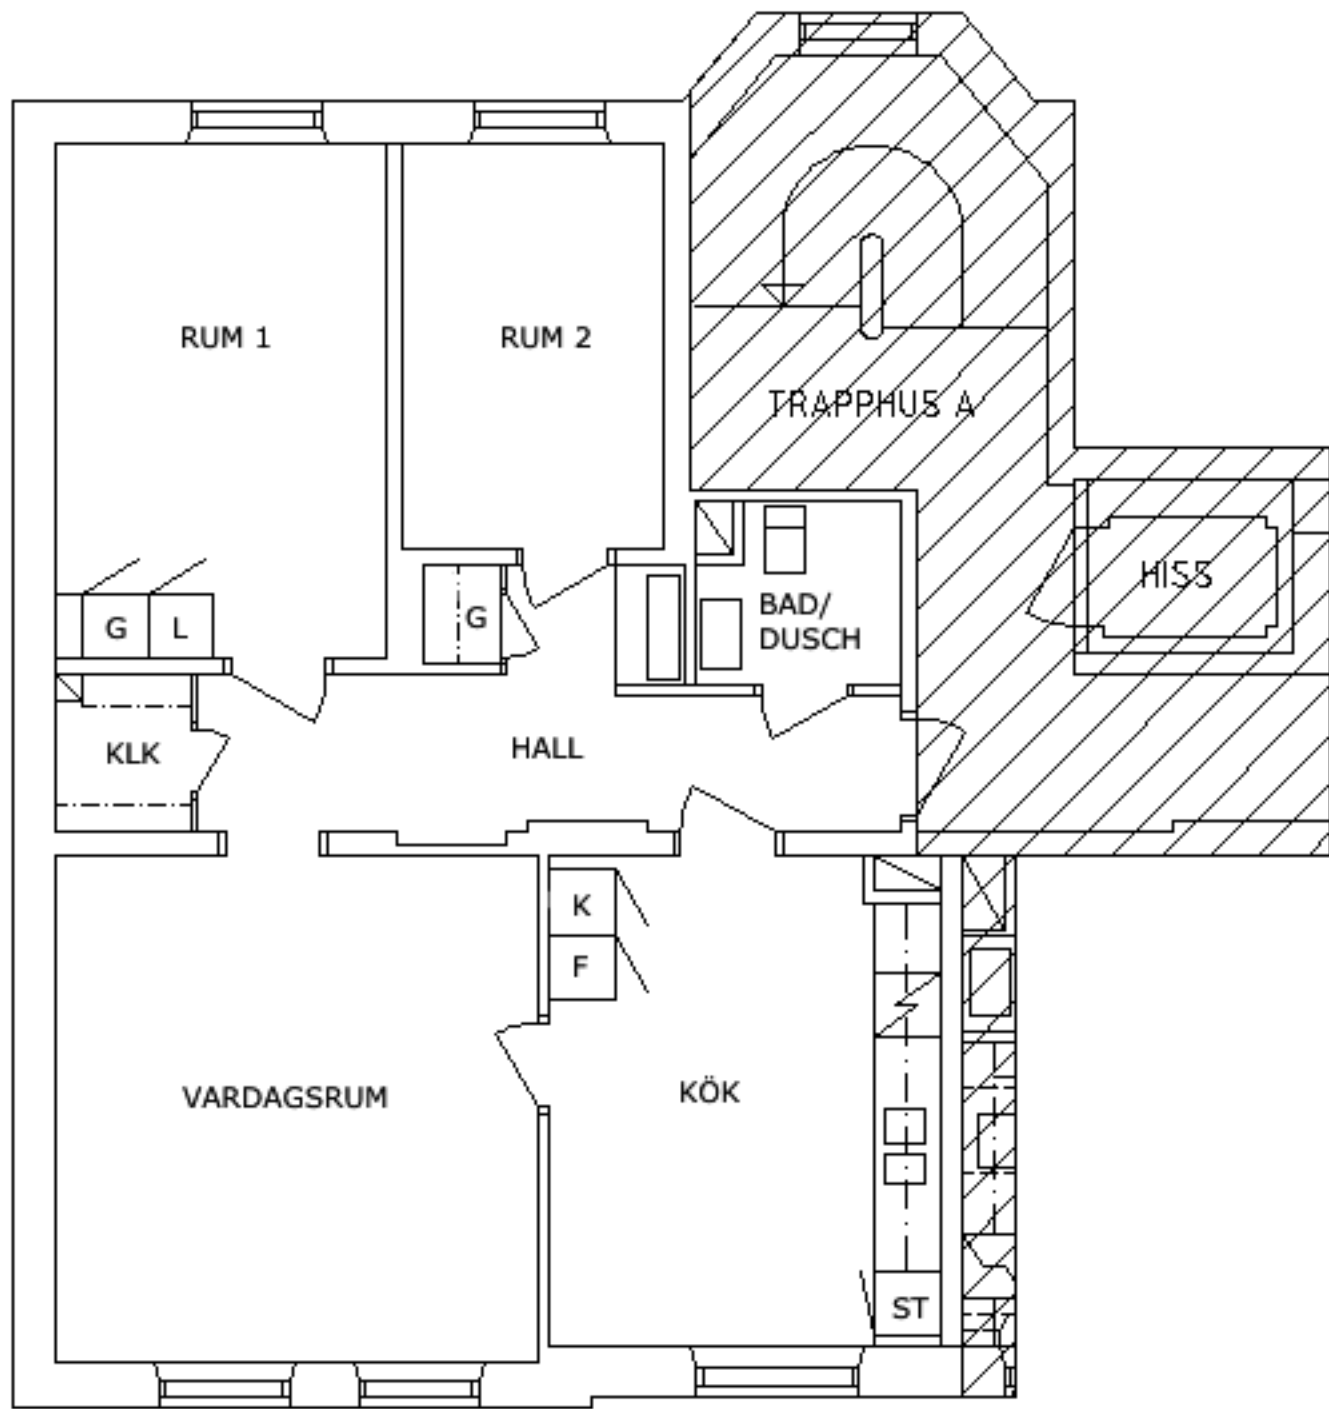 RUM 1
RUM 2
TRAPPHUS A
HISS
G
L
G
BAD/
DUSCH
KLK
HALL
K
F
VARDAGSRUM
KÖK
ST